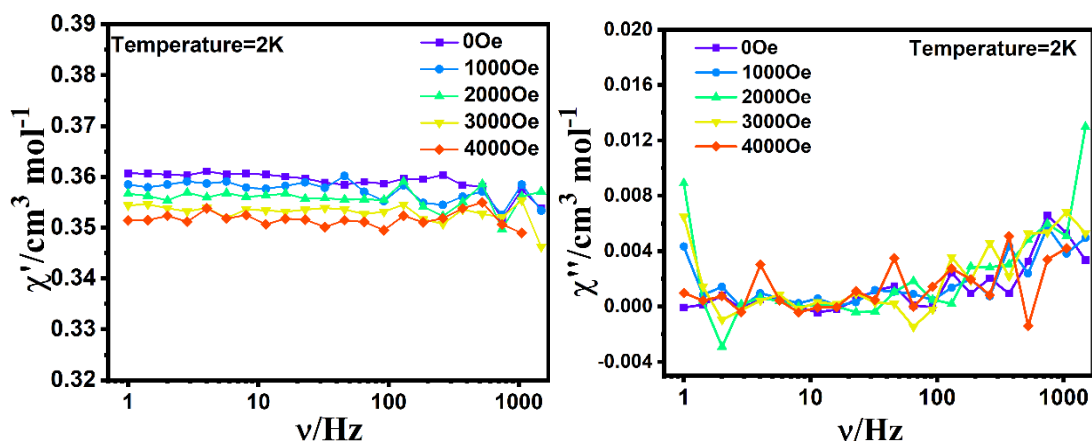 0.39
0.38
0.37
0.36
0.35
0.34
0.33
0.32
χ'/cm³ mol⁻¹
Temperature=2K
0Oe
1000Oe
2000Oe
3000Oe
4000Oe
1
10
100
1000
ν/Hz
0.020
0.016
0.012
0.008
0.004
0.000
-0.004
χ''/cm³ mol⁻¹
0Oe
1000Oe
2000Oe
3000Oe
4000Oe
Temperature=2K
1
10
100
1000
ν/Hz